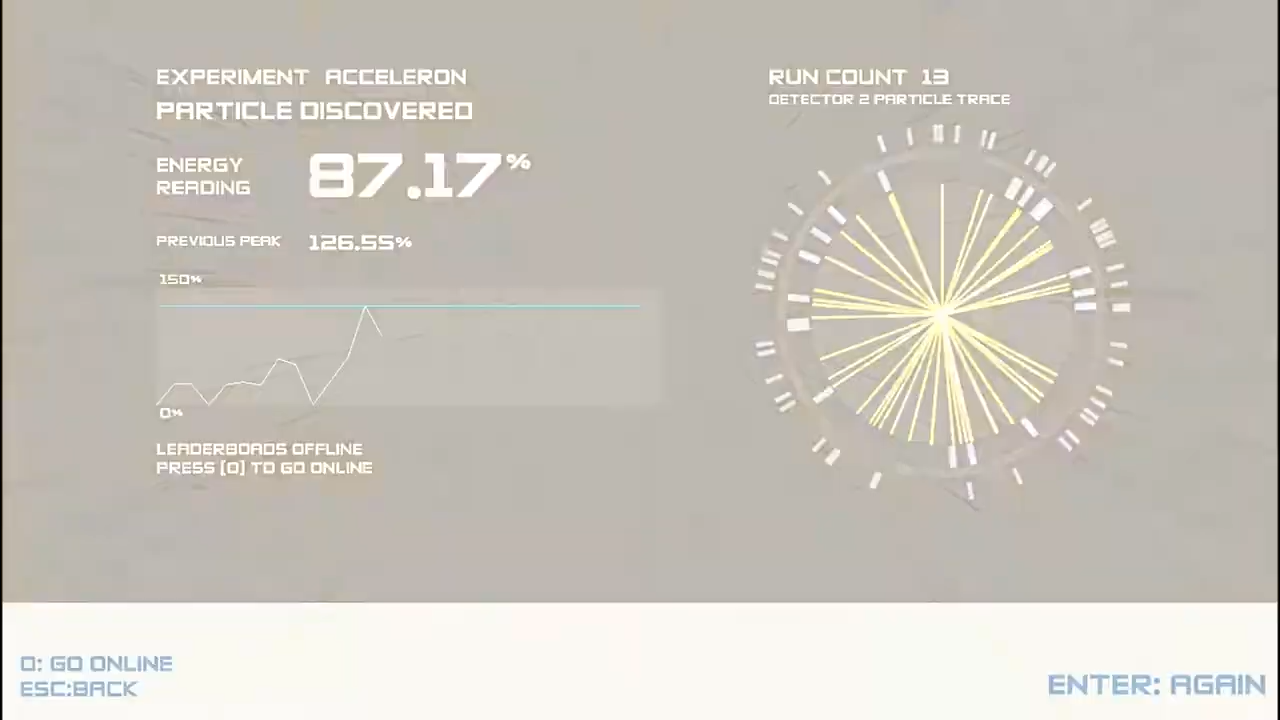 EXPERIMENT ACCELERON
PARTICLE DISCOVERED
ENERGY
READING
87.17%
PREVIOUS PEAK 126.55%
150%
0%
LEADERBOARDS OFFLINE
PRESS [O] TO GO ONLINE
RUN COUNT 13
DETECTOR 2 PARTICLE TRACE
O: GO ONLINE
ESC:BACK
ENTER: AGAIN